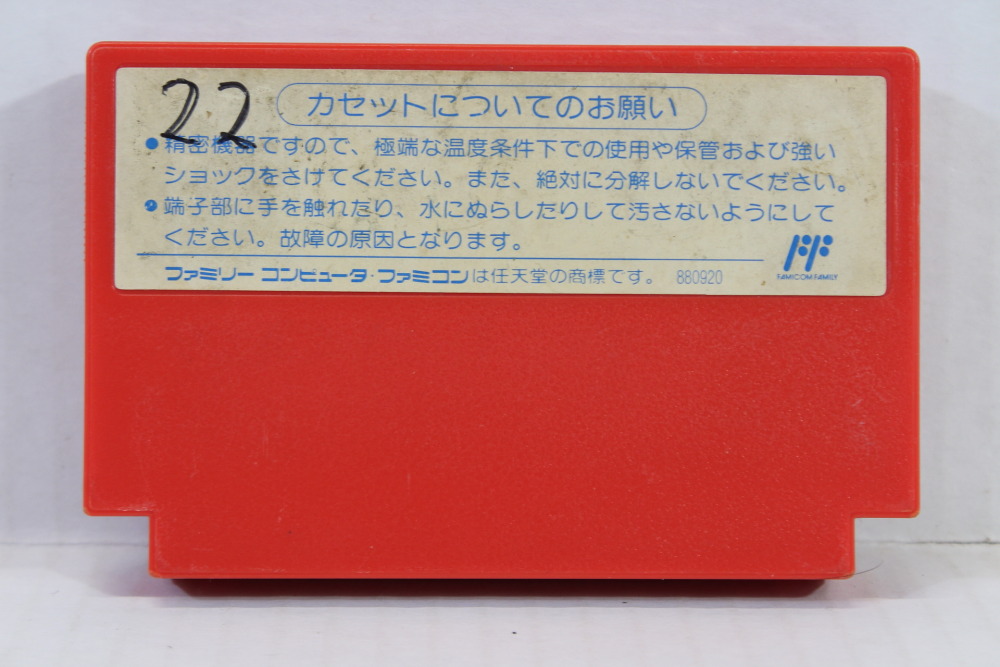 22
カセットについてのお願い
●精密機器ですので、極端な温度条件下での使用や保管および強い
ショックをさけてください。また、絶対に分解しないでください。
●端子部に手を触れたり、水にぬらしたりして汚さないようにして
ください。故障の原因となります。
ファミリー コンピュータ・ファミコンは任天堂の商標です。 880920
FAMICOM FAMILY